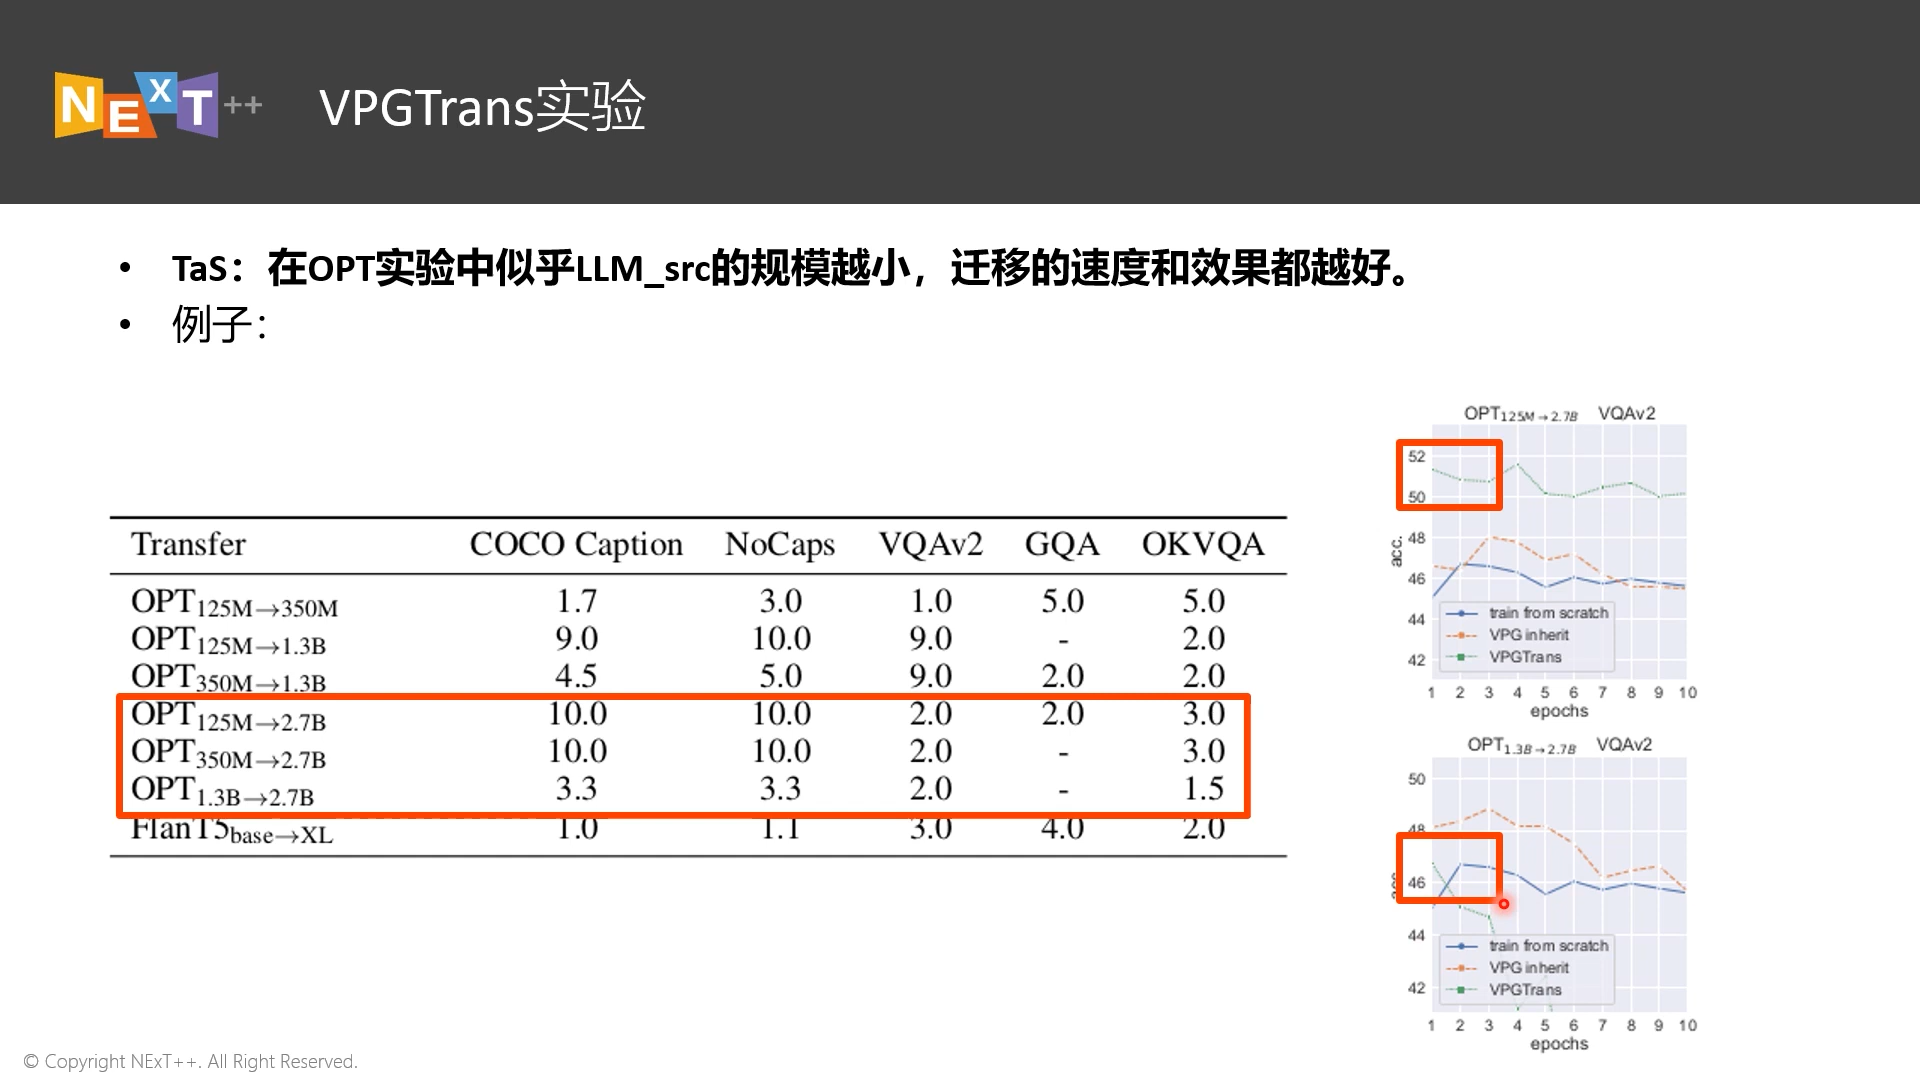 NExT++
VPGTrans实验
• TaS：在OPT实验中似乎LLM_src的规模越小，迁移的速度和效果都越好。
• 例子：
Transfer COCO Caption NoCaps VQAv2 GQA OKVQA
OPT125M→350M 1.7 3.0 1.0 5.0 5.0
OPT125M→1.3B 9.0 10.0 9.0 - 2.0
OPT350M→1.3B 4.5 5.0 9.0 2.0 2.0
OPT125M→2.7B 10.0 10.0 2.0 2.0 3.0
OPT350M→2.7B 10.0 10.0 2.0 - 3.0
OPT1.3B→2.7B 3.3 3.3 2.0 - 1.5
FlanT5base→XL 1.0 1.1 3.0 4.0 2.0
OPT125M→2.7B VQAv2
52
50
48
46
44
42
acc.
train from scratch
VPG inherit
VPGTrans
1 2 3 4 5 6 7 8 9 10
epochs
OPT1.3B→2.7B VQAv2
50
48
46
44
42
train from scratch
VPG inherit
VPGTrans
1 2 3 4 5 6 7 8 9 10
epochs
© Copyright NExT++. All Right Reserved.